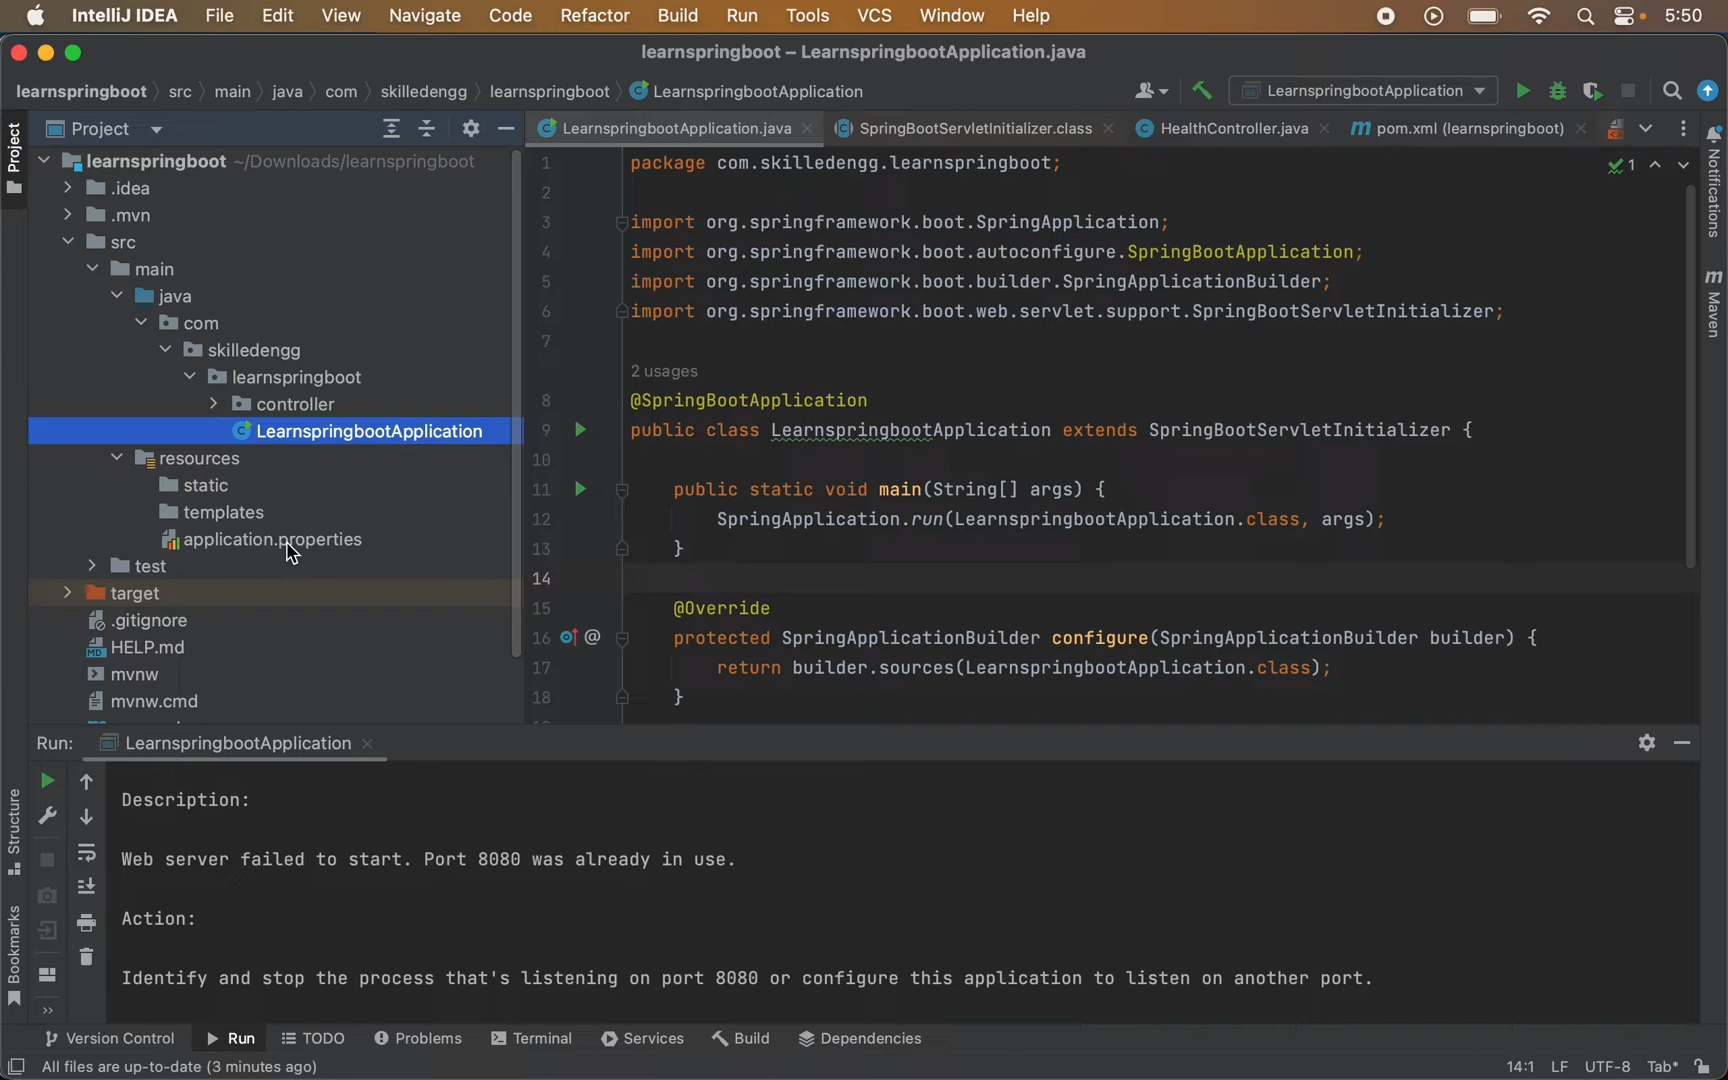 IntelliJ IDEA File Edit View Navigate Code Refactor Build Run Tools VCS Window Help 5:50
learnspringboot – LearnspringbootApplication.java
learnspringboot src main java com skilledengg learnspringboot LearnspringbootApplication LearnspringbootApplication
Project
Project
LearnspringbootApplication.java SpringBootServletInitializer.class HealthController.java pom.xml (learnspringboot)
learnspringboot ~/Downloads/learnspringboot
.idea
.mvn
src
main
java
com
skilledengg
learnspringboot
controller
LearnspringbootApplication
resources
static
templates
application.properties
test
target
.gitignore
HELP.md
mvnw
mvnw.cmd
1 package com.skilledengg.learnspringboot;
1
2
3 import org.springframework.boot.SpringApplication;
4 import org.springframework.boot.autoconfigure.SpringBootApplication;
5 import org.springframework.boot.builder.SpringApplicationBuilder;
6 import org.springframework.boot.web.servlet.support.SpringBootServletInitializer;
7
2 usages
8 @SpringBootApplication
9 public class LearnspringbootApplication extends SpringBootServletInitializer {
10
11 public static void main(String[] args) {
12 SpringApplication.run(LearnspringbootApplication.class, args);
13 }
14
15 @Override
16 @ protected SpringApplicationBuilder configure(SpringApplicationBuilder builder) {
17 return builder.sources(LearnspringbootApplication.class);
18 }
Notifications
m Maven
Run: LearnspringbootApplication
Description:
Web server failed to start. Port 8080 was already in use.
Action:
Identify and stop the process that's listening on port 8080 or configure this application to listen on another port.
Structure
Bookmarks
Version Control Run TODO Problems Terminal Services Build Dependencies
All files are up-to-date (3 minutes ago) 14:1 LF UTF-8 Tab*